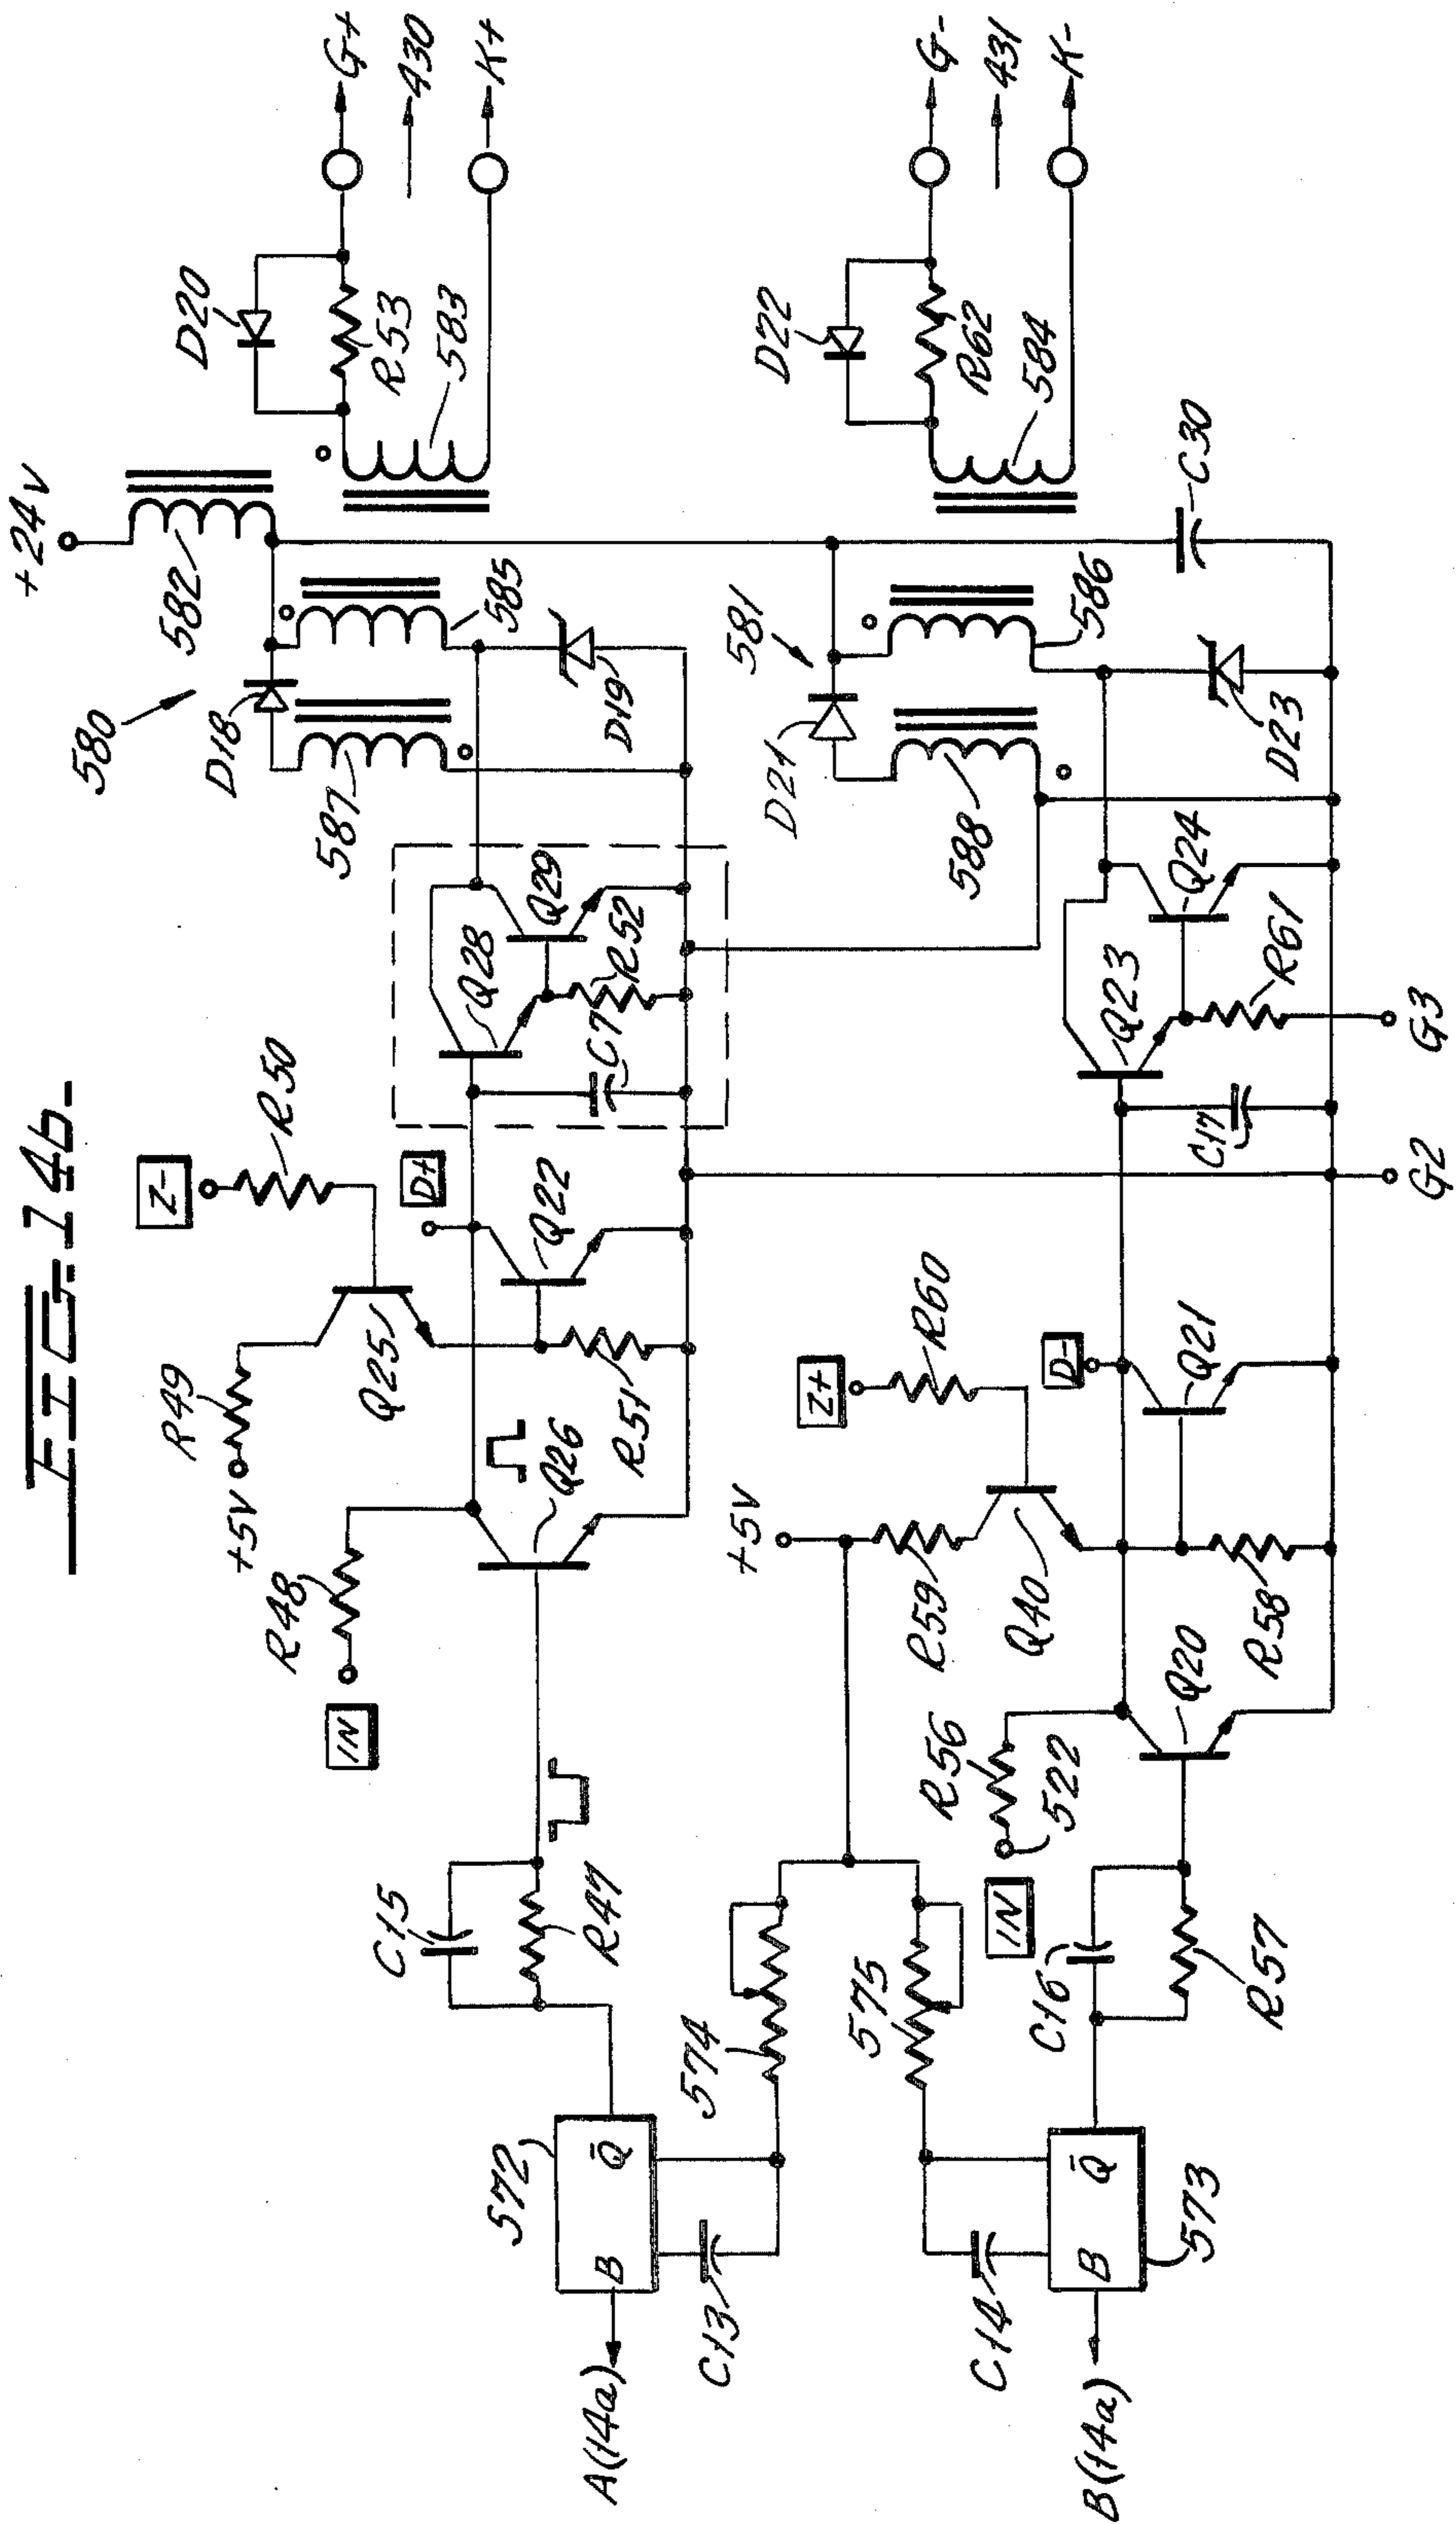 FIG. 14b.
+24V
580
582
D18
587
585
D19
D20
R53
583
G+
430
K+
Z-
R50
R49
+5V
Q25
R48
IN
Q26
R51
Q22
D+
Q28
Q29
R52
C7
C15
R47
572
B
Q̄
A(14a)
C13
574
581
D21
588
586
D23
D22
R62
584
G-
431
K-
C30
Z+
R60
+5V
R59
Q40
R58
D-
Q21
Q23
Q24
R61
C17
G2
G3
R56
522
IN
Q20
575
C16
R57
C14
B
Q̄
573
B(14a)